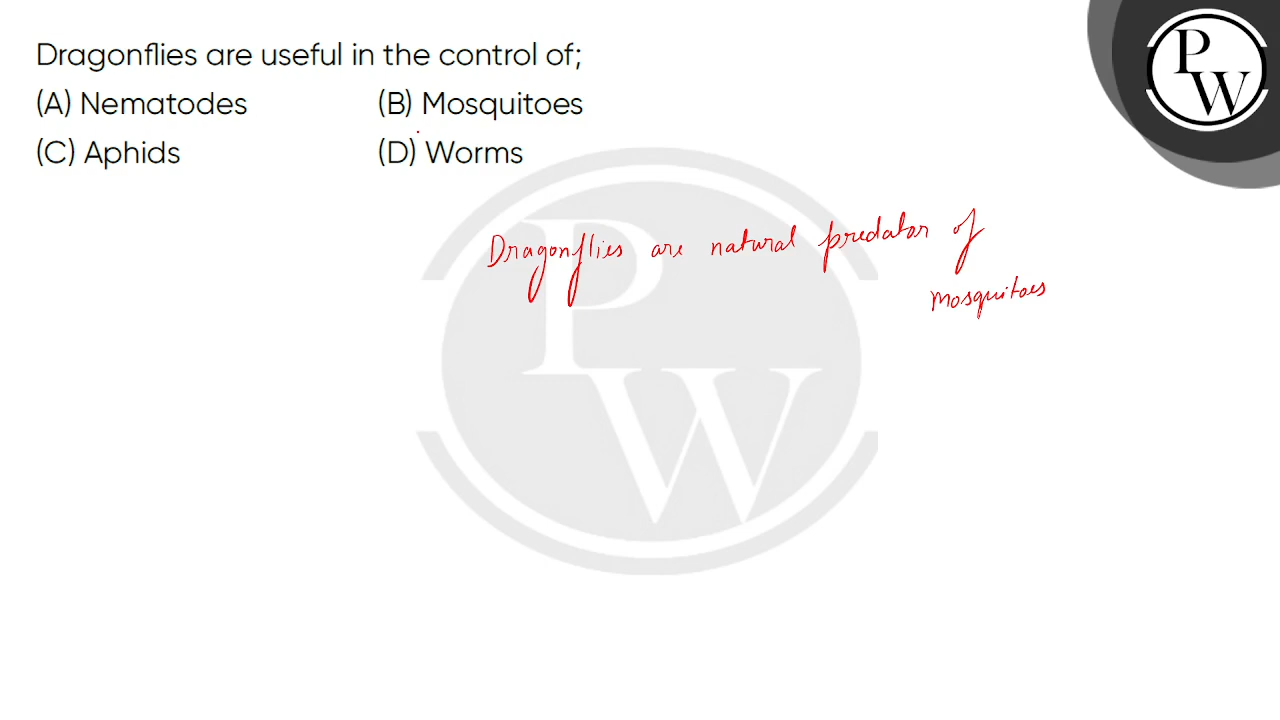 Dragonflies are useful in the control of;
(A) Nematodes (B) Mosquitoes
(C) Aphids (D) Worms
Dragonflies are natural predator of
mosquitoes
P
W
P
W